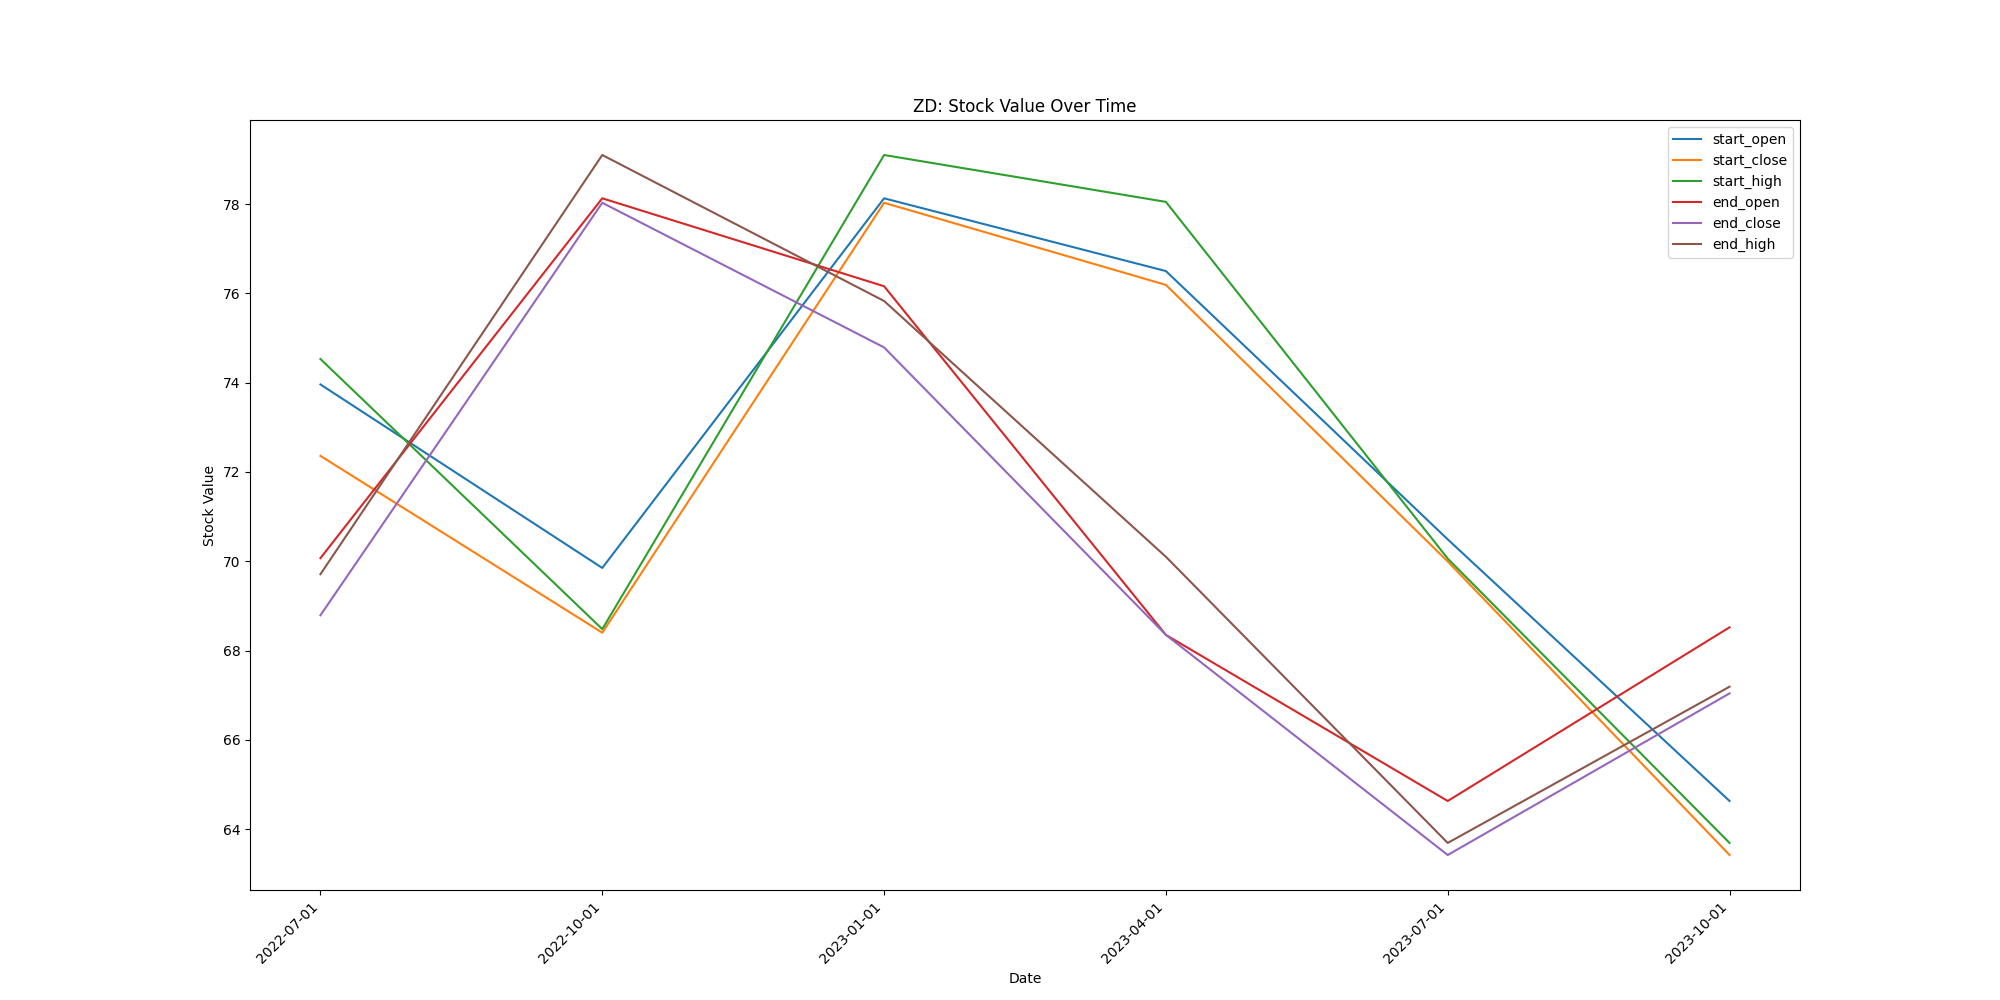 ZD: Stock Value Over Time
start_open
start_close
start_high
end_open
end_close
end_high
Stock Value
78
76
74
72
70
68
66
64
2022-07-01
2022-10-01
2023-01-01
2023-04-01
2023-07-01
2023-10-01
Date